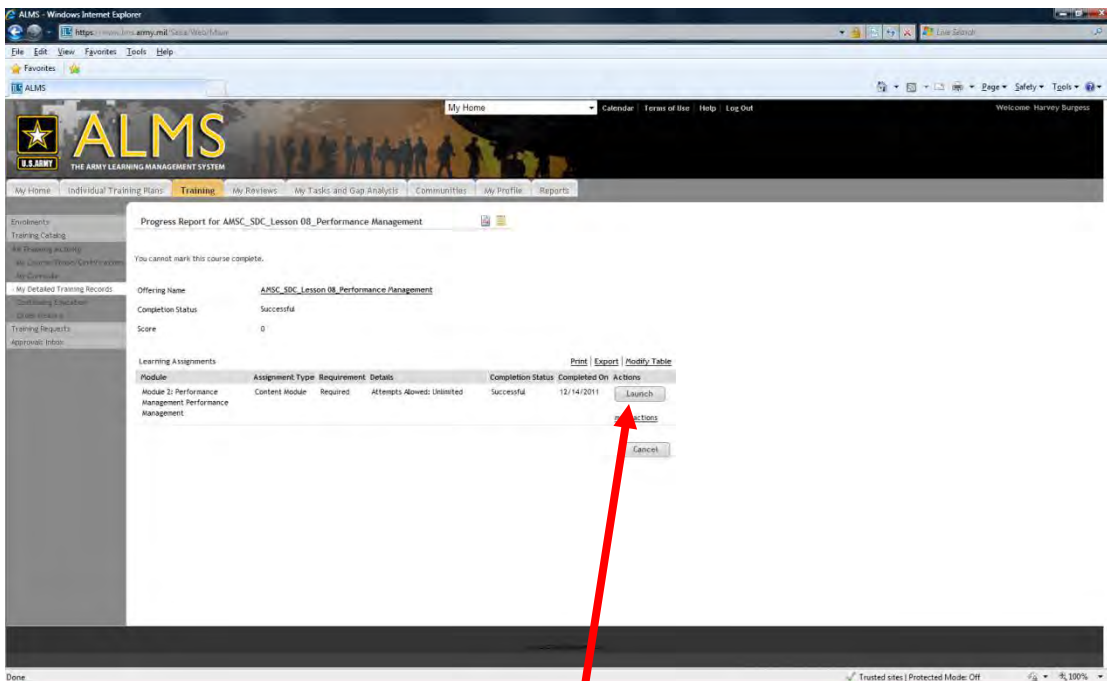 ALMS - Windows Internet Explorer
https:
army.mil
File Edit View Favorites Tools Help
Favorites
ALMS
Page Safety Tools
My Home
Calendar Terms of Use Help Log Out
Welcome Harvey Burgess
U.S.ARMY
ALMS
THE ARMY LEARNING MANAGEMENT SYSTEM
My Home Individual Training Plans Training My Reviews My Tasks and Gap Analysis Communities My Profile Reports
Enrolments
Training Catalog
My Detailed Training Records
Training Requests
Approvals Inbox
Progress Report for AMSC_SDC_Lesson 08_Performance Management
You cannot mark this course complete.
Offering Name AMSC_SDC_Lesson 08_Performance Management
Completion Status Successful
Score 0
Learning Assignments Print | Export | Modify Table
Module Assignment Type Requirement Details Completion Status Completed On Actions
Module 2: Performance Content Module Required Attempts Allowed: Unlimited Successful 12/14/2011 Launch
Management Performance
Management
actions
Cancel
Done
Trusted sites | Protected Mode: Off
100%